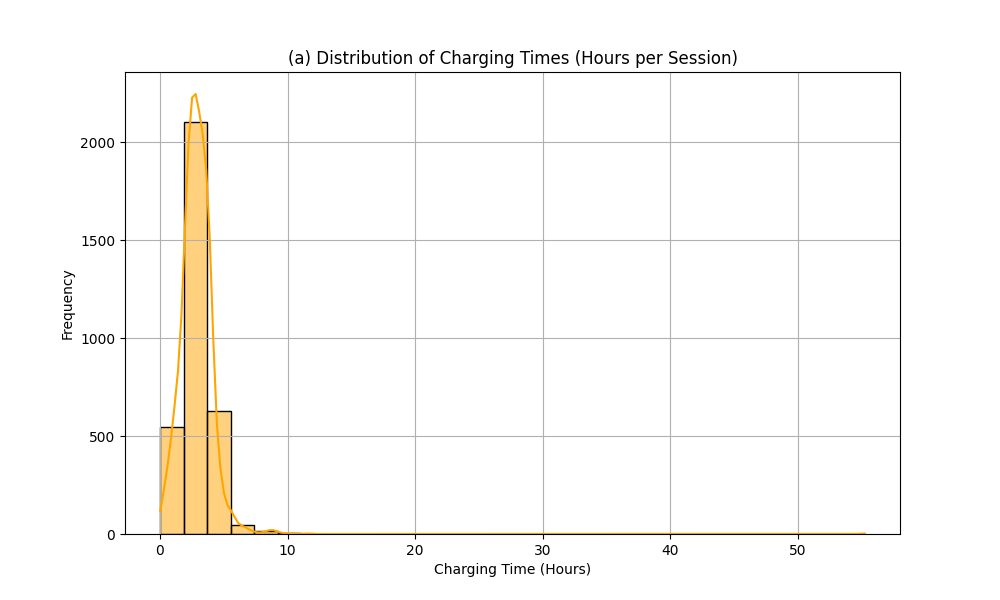 (a) Distribution of Charging Times (Hours per Session)
2000
1500
1000
500
0
Frequency
0 10 20 30 40 50
Charging Time (Hours)